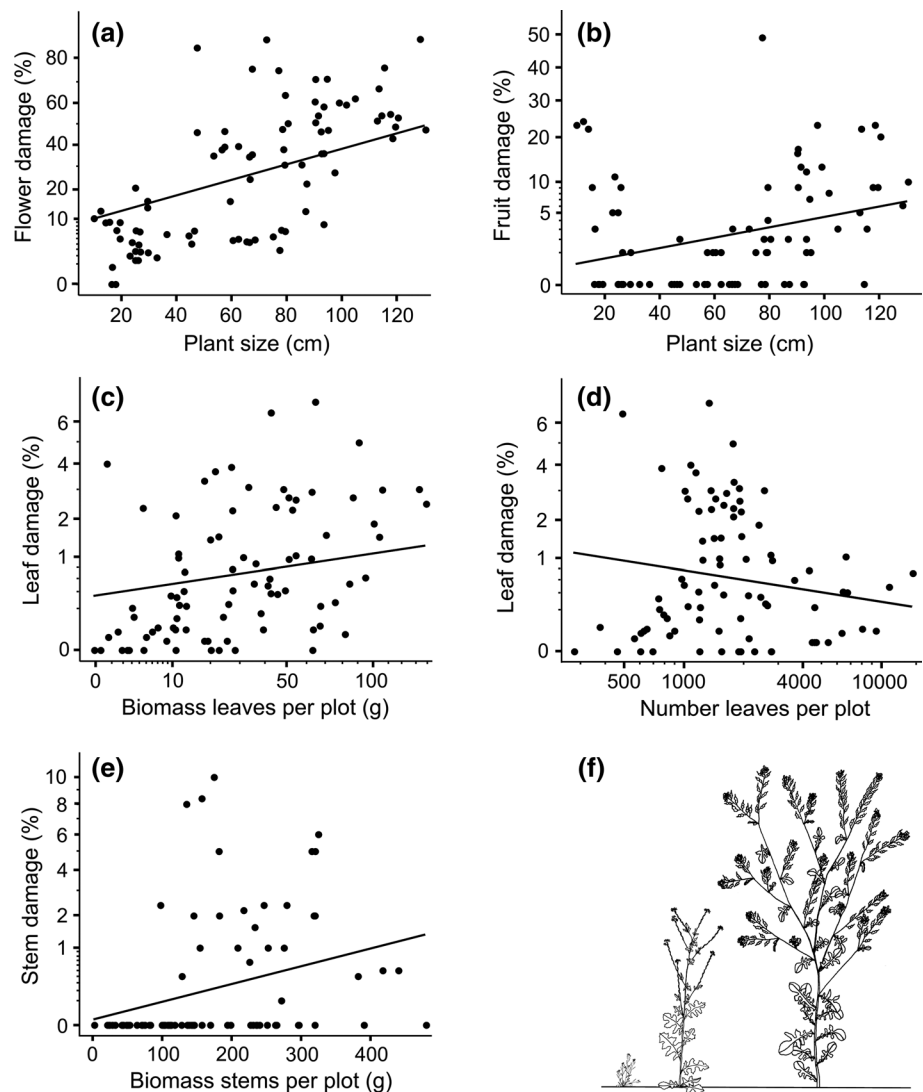 (a)
Flower damage (%)
80
60
40
20
10
0
20 40 60 80 100 120
Plant size (cm)
(b)
Fruit damage (%)
50
40
30
20
10
5
0
20 40 60 80 100 120
Plant size (cm)
(c)
Leaf damage (%)
6
4
2
1
0
0 10 50 100
Biomass leaves per plot (g)
(d)
Leaf damage (%)
6
4
2
1
0
500 1000 4000 10000
Number leaves per plot
(e)
Stem damage (%)
10
8
6
4
2
1
0
0 100 200 300 400
Biomass stems per plot (g)
(f)